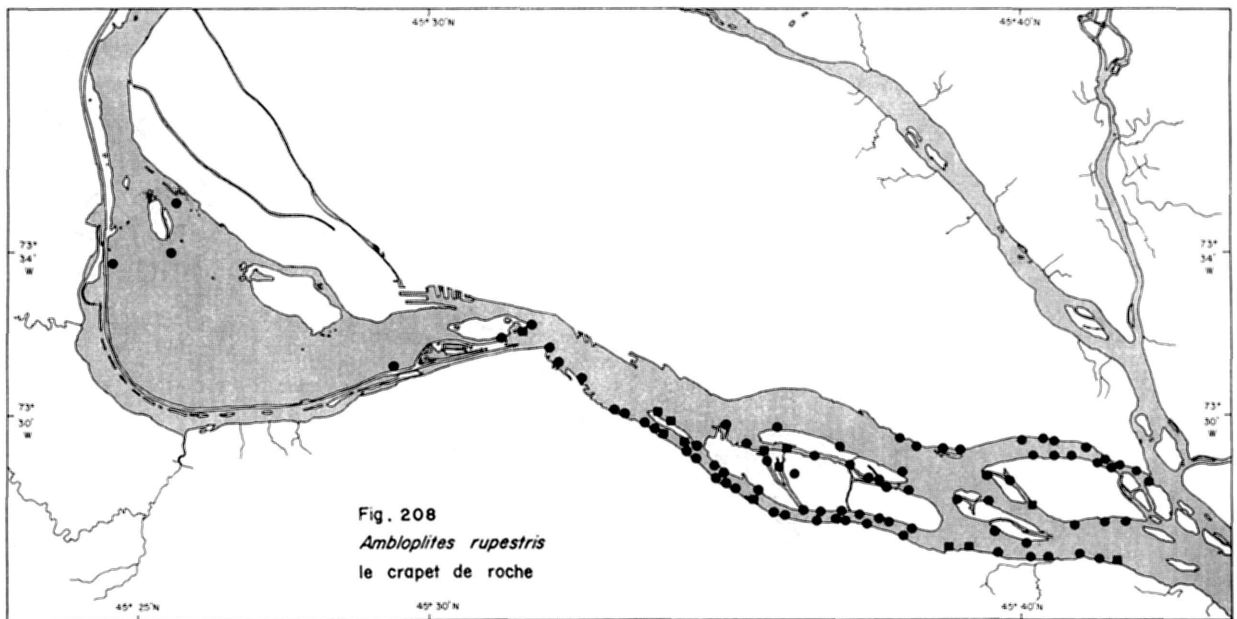 45° 30' N
45° 40' N
73°
34'
W
73°
34'
W
73°
30'
W
73°
30'
W
Fig. 208
Ambloplites rupestris
le crapet de roche
45° 25' N
45° 30' N
45° 40' N